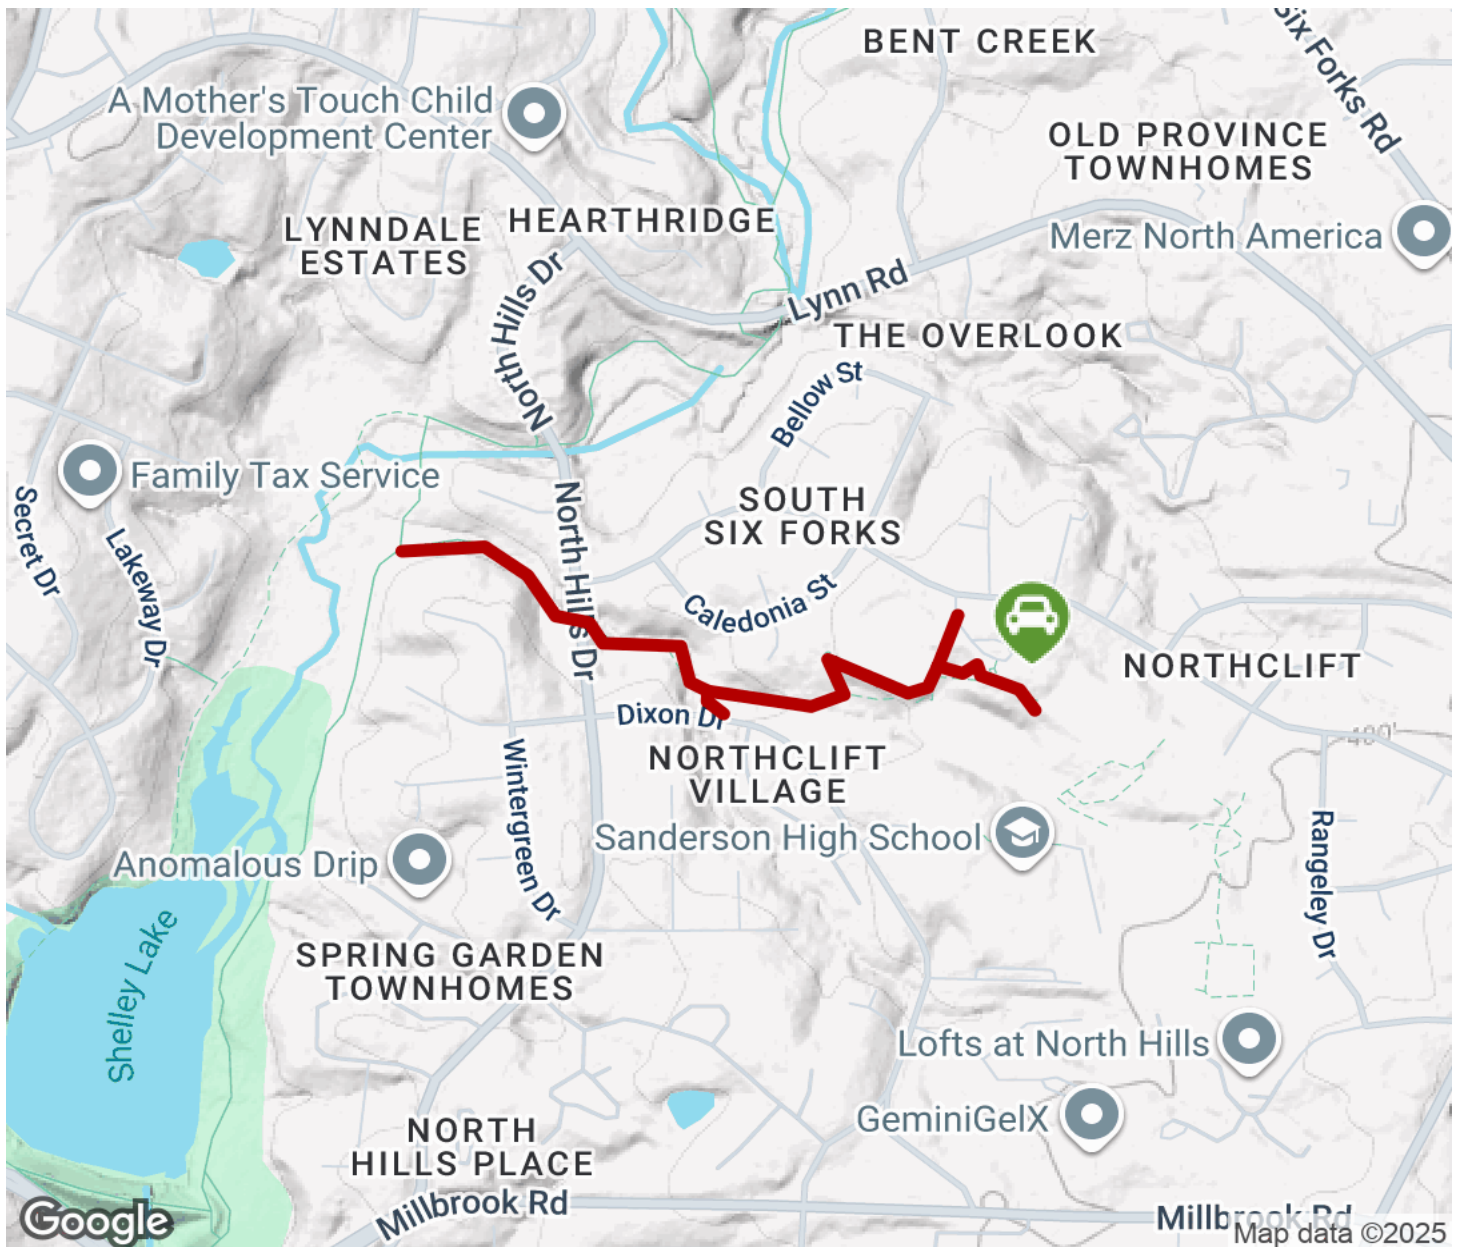 BENT CREEK
Six Forks Rd
A Mother's Touch Child
Development Center
OLD PROVINCE
TOWNHOMES
LYNNDALE
ESTATES
HEARTHRIDGE
Merz North America
North Hills Dr
Lynn Rd
THE OVERLOOK
Bellow St
Family Tax Service
Secret Dr
Lakeway Dr
SOUTH
SIX FORKS
North Hills Dr
Caledonia St
NORTHCLIFT
Dixon Dr
400'
NORTHCLIFT
VILLAGE
Wintergreen Dr
Sanderson High School
Rangeley Dr
Anomalous Drip
Shelley Lake
SPRING GARDEN
TOWNHOMES
Lofts at North Hills
GeminiGelX
NORTH
HILLS PLACE
Millbrook Rd
Millbrook Rd
Google
Map data ©2025